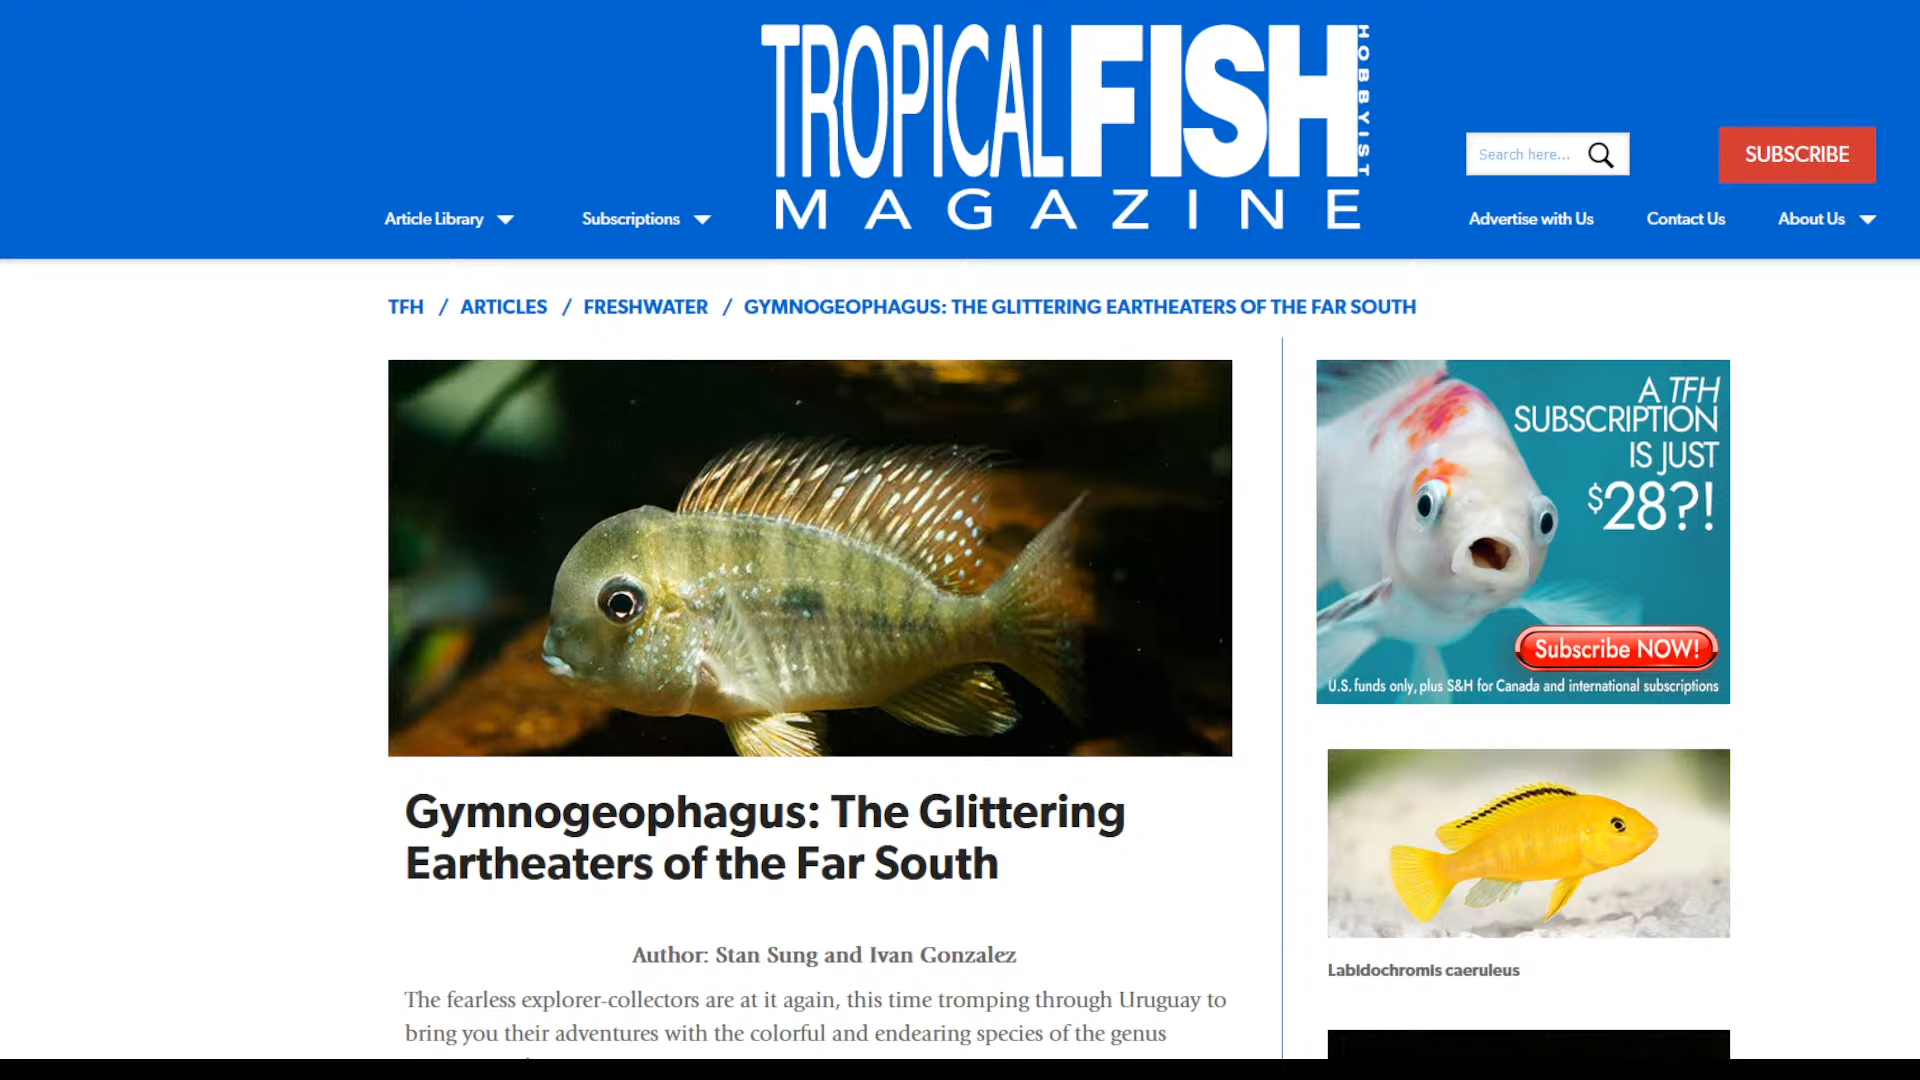 TROPICAL FISH HOBBYIST
MAGAZINE
Search here...
SUBSCRIBE
Article Library
Subscriptions
Advertise with Us
Contact Us
About Us
TFH / ARTICLES / FRESHWATER / GYMNOGEOPHAGUS: THE GLITTERING EARTHEATERS OF THE FAR SOUTH
A TFH
SUBSCRIPTION
IS JUST
$28?!
Subscribe NOW!
U.S. funds only, plus S&H for Canada and international subscriptions
Gymnogeophagus: The Glittering
Eartheaters of the Far South
Author: Stan Sung and Ivan Gonzalez
The fearless explorer-collectors are at it again, this time tromping through Uruguay to
bring you their adventures with the colorful and endearing species of the genus
Labidochromis caeruleus